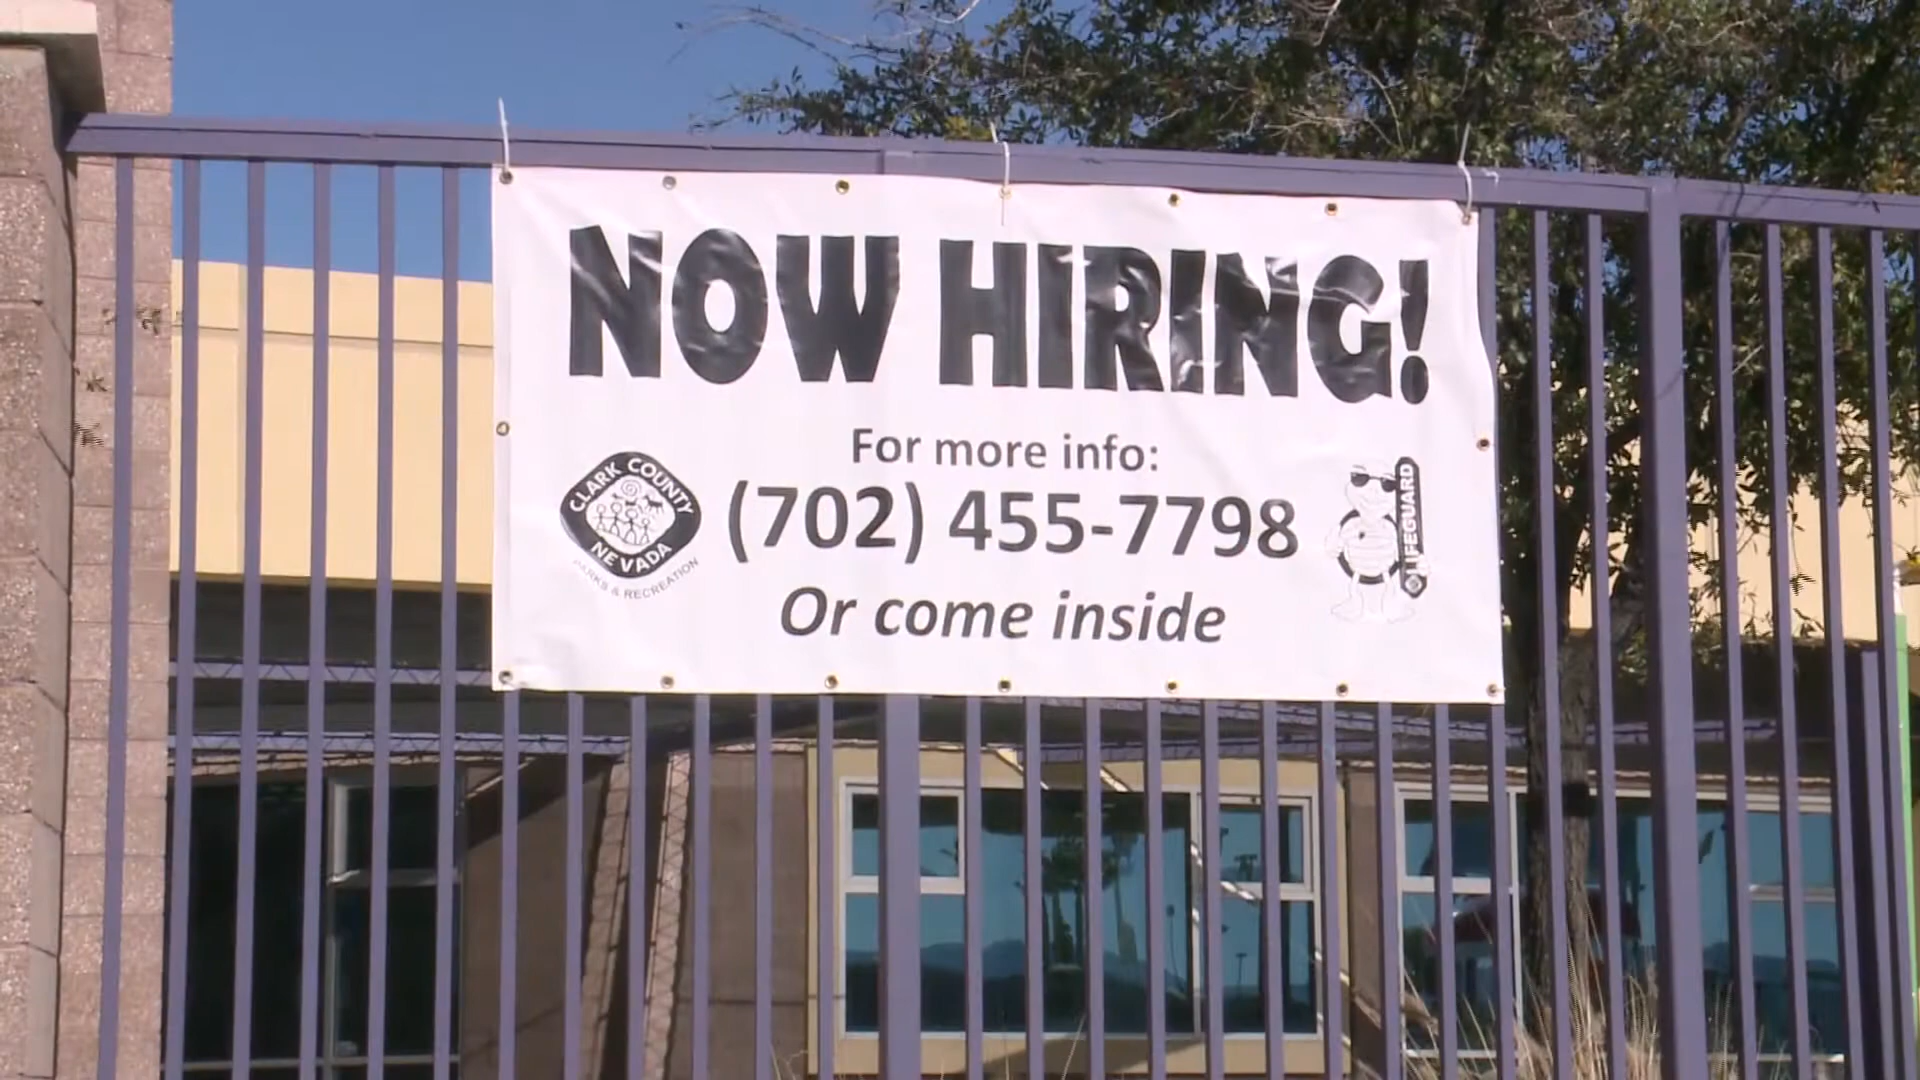 NOW HIRING!
For more info:
(702) 455-7798
Or come inside
CLARK COUNTY
NEVADA
PARKS & RECREATION
LIFEGUARD